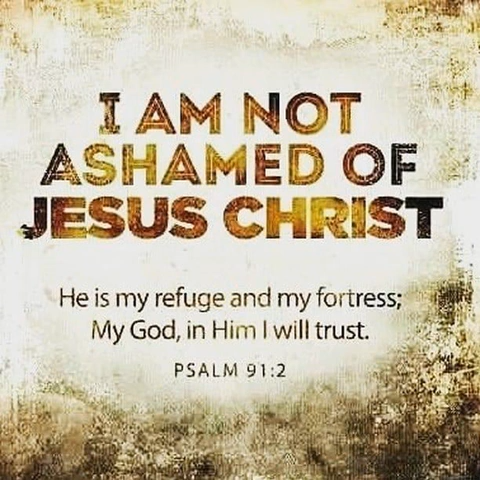 I AM NOT
ASHAMED OF
JESUS CHRIST
He is my refuge and my fortress;
My God, in Him I will trust.
PSALM 91:2